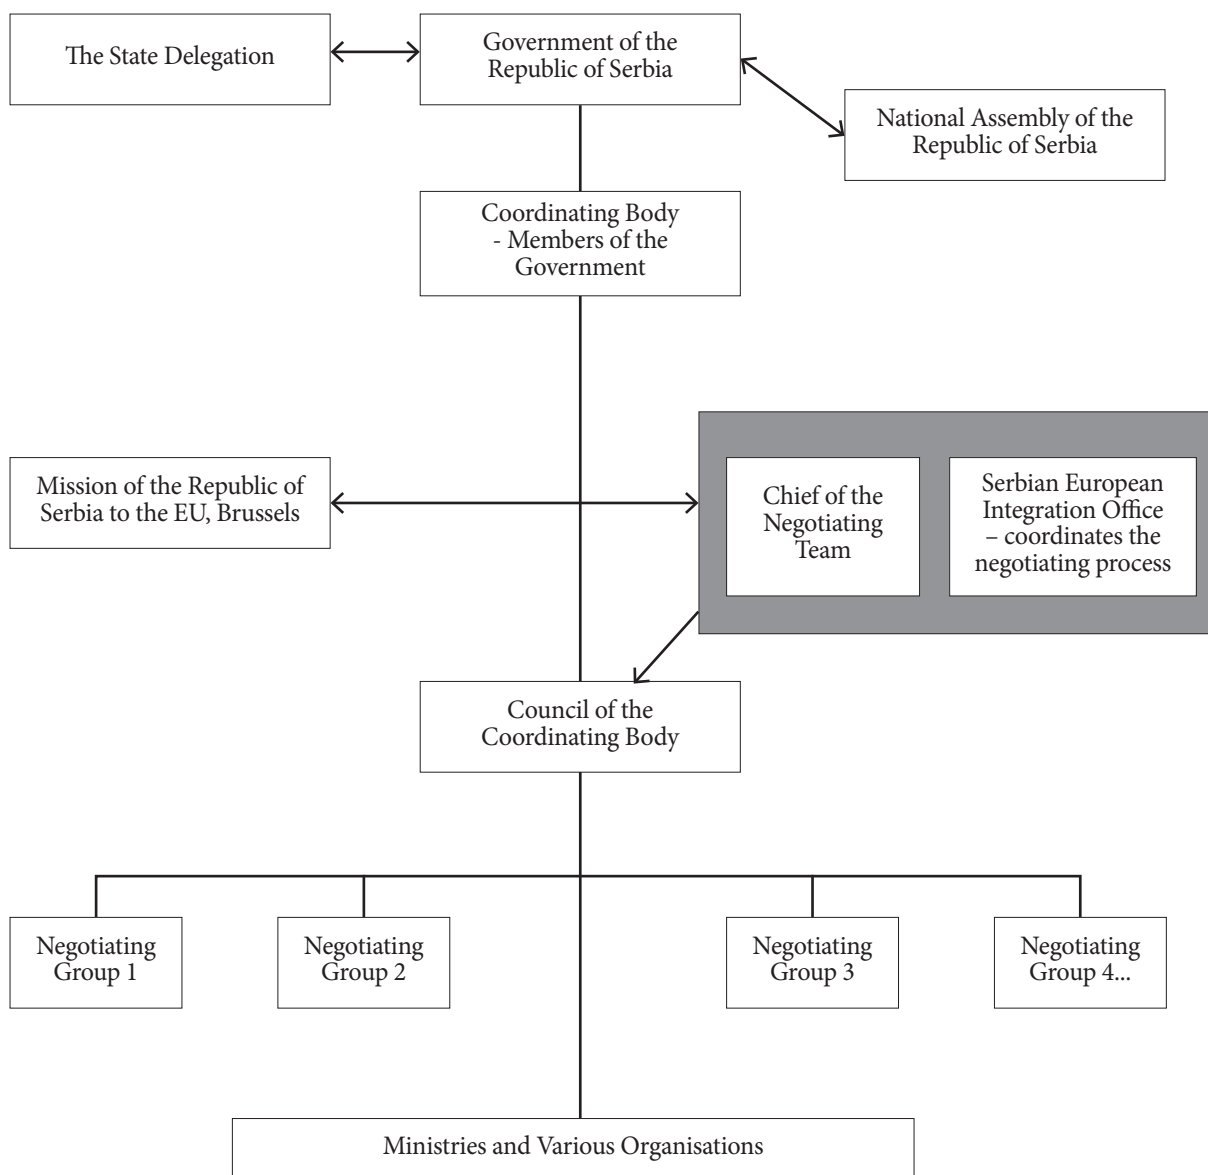 The State Delegation
Government of the
Republic of Serbia
National Assembly of the
Republic of Serbia
Coordinating Body
- Members of the
Government
Mission of the Republic of
Serbia to the EU, Brussels
Chief of the
Negotiating
Team
Serbian European
Integration Office
– coordinates the
negotiating process
Council of the
Coordinating Body
Negotiating
Group 1
Negotiating
Group 2
Negotiating
Group 3
Negotiating
Group 4...
Ministries and Various Organisations